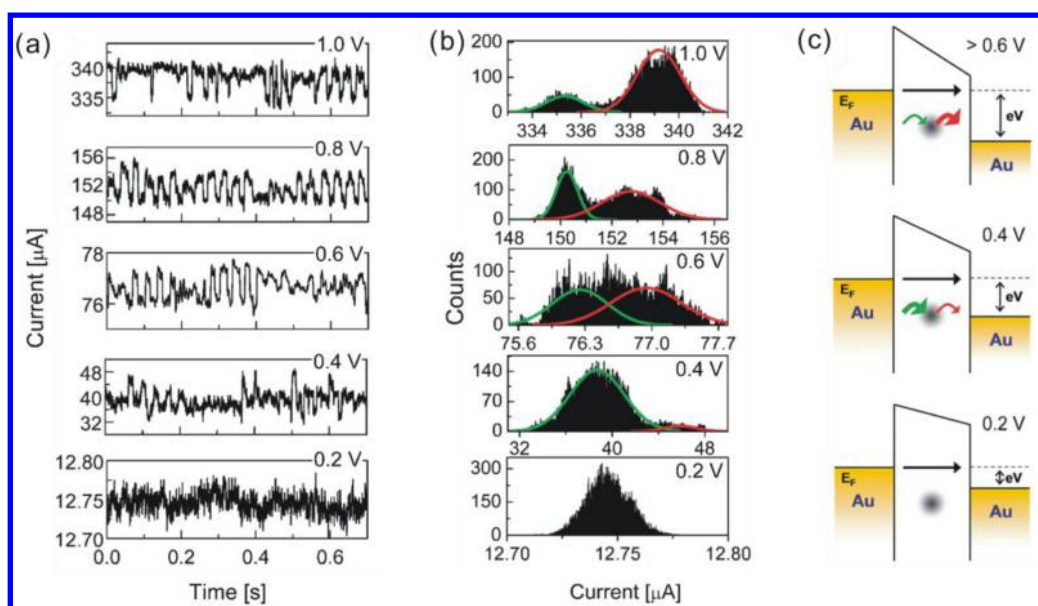 (a)
1.0 V
340
335
0.8 V
156
152
148
0.6 V
78
76
0.4 V
48
40
32
0.2 V
12.80
12.75
12.70
0.0 0.2 0.4 0.6
Current [μA]
Time [s]
(b)
200
100
0
1.0 V
334 336 338 340 342
200
100
0
0.8 V
148 150 152 154 156
140
70
0
0.6 V
75.6 76.3 77.0 77.7
140
70
0
0.4 V
32 40 48
300
150
0
0.2 V
12.70 12.75 12.80
Counts
Current [μA]
(c)
> 0.6 V
EF
Au
eV
Au
0.4 V
EF
Au
eV
Au
0.2 V
EF
Au
eV
Au